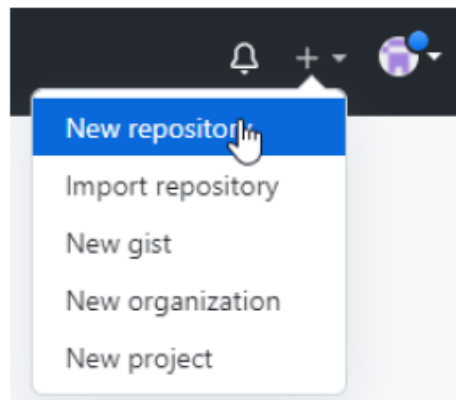 New repository
Import repository
New gist
New organization
New project